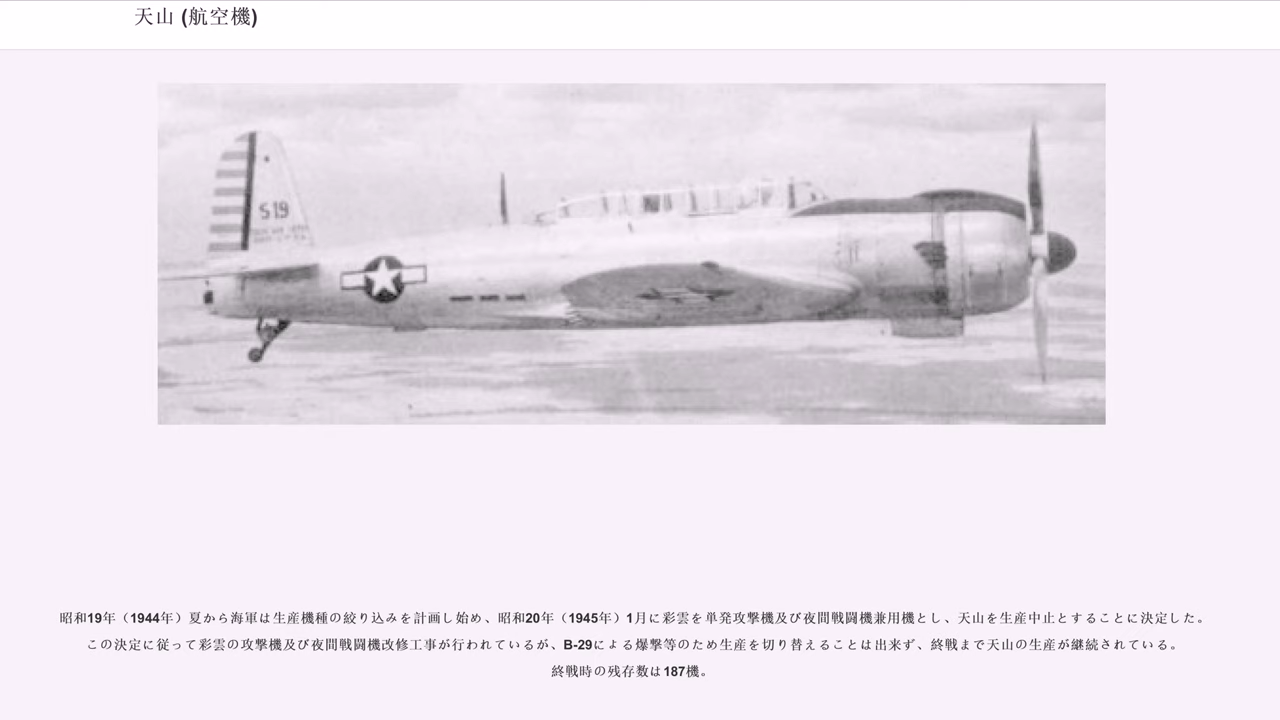 天山 (航空機)
S19
昭和19年（1944年）夏から海軍は生産機種の絞り込みを計画し始め、昭和20年（1945年）1月に彩雲を単発攻撃機及び夜間戦闘機兼用機とし、天山を生産中止とすることに決定した。
この決定に従って彩雲の攻撃機及び夜間戦闘機改修工事が行われているが、B-29による爆撃等のため生産を切り替えることは出来ず、終戦まで天山の生産が継続されている。
終戦時の残存数は187機。